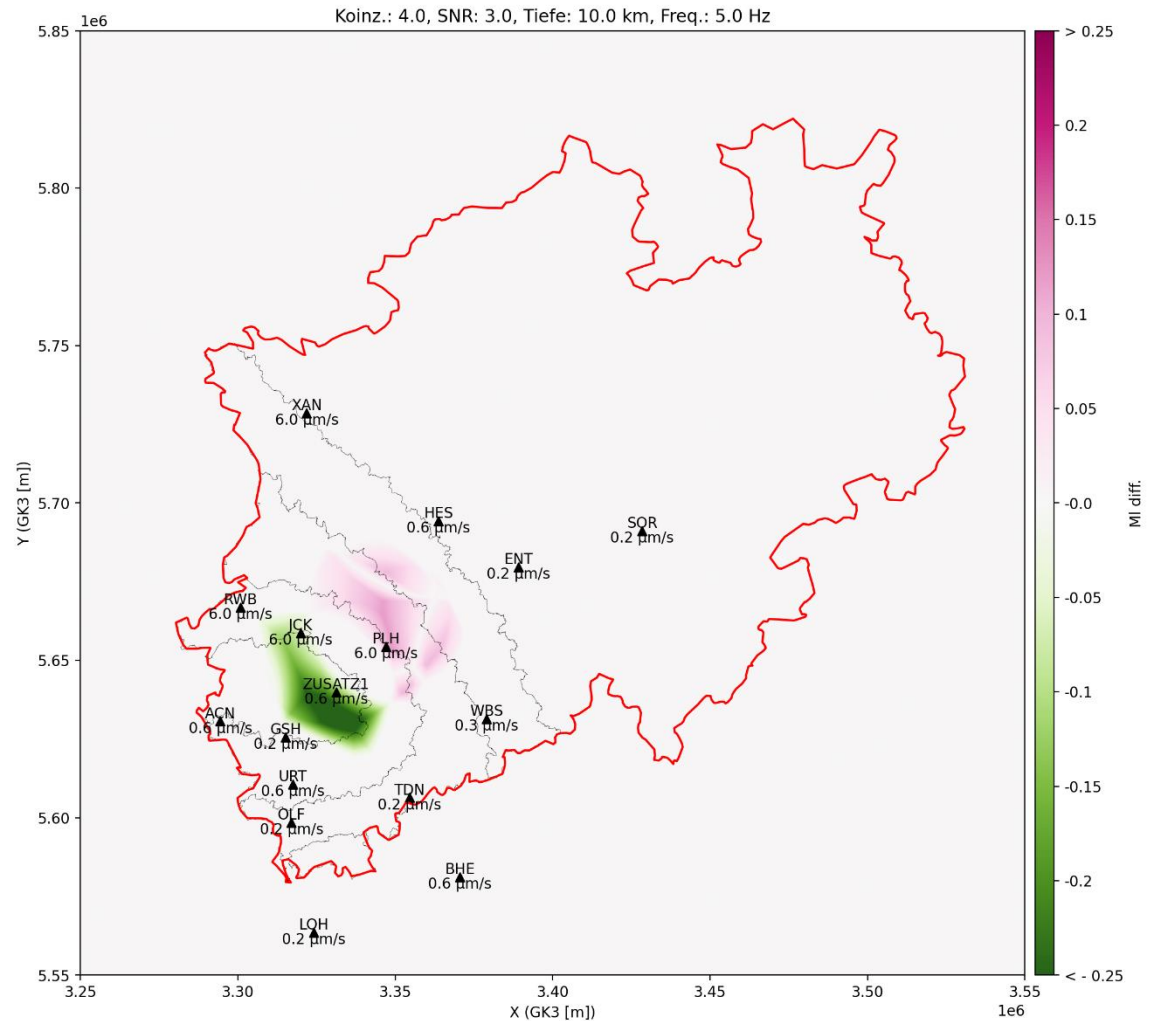 Koinz.: 4.0, SNR: 3.0, Tiefe: 10.0 km, Freq.: 5.0 Hz
1e6
5.85
5.80
5.75
5.70
5.65
5.60
5.55
Y (GK3 [m])
XAN
6.0 µm/s
HES
0.6 µm/s
SOR
0.2 µm/s
ENT
0.2 µm/s
RWB
6.0 µm/s
JCK
6.0 µm/s
PLH
6.0 µm/s
ZUSATZ1
0.6 µm/s
ACN
0.6 µm/s
WBS
0.3 µm/s
GSH
0.2 µm/s
URT
0.6 µm/s
TDN
0.2 µm/s
OLF
0.2 µm/s
BHE
0.6 µm/s
LOH
0.2 µm/s
3.25
3.30
3.35
3.40
3.45
3.50
3.55
X (GK3 [m])
1e6
> 0.25
0.2
0.15
0.1
0.05
-0.0
-0.05
-0.1
-0.15
-0.2
< - 0.25
Ml diff.